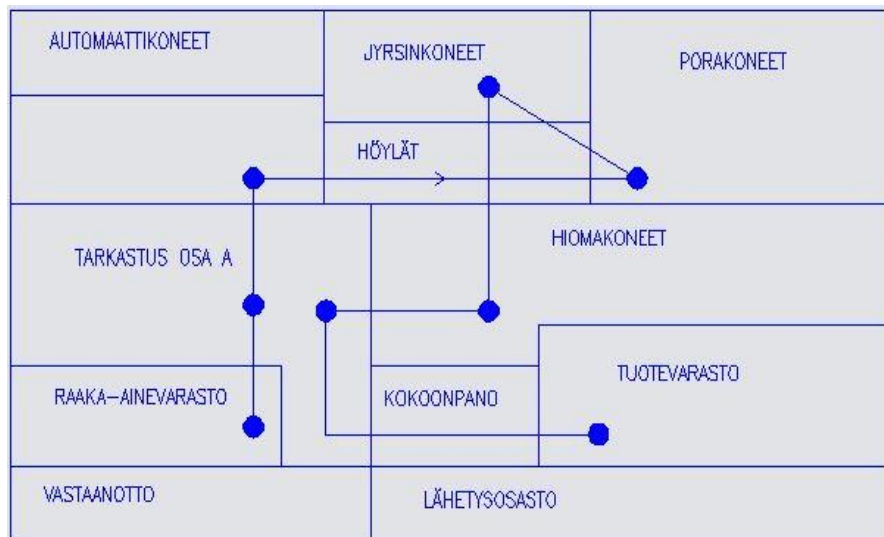 AUTOMAATTIKONEET
JYRSINKONEET
PORAKONEET
HÖYLÄT
TARKASTUS OSA A
HIOMAKONEET
RAAKA-AINEVARASTO
KOKOONPANO
TUOTEVARASTO
VASTAANOTTO
LÄHETYSOSASTO